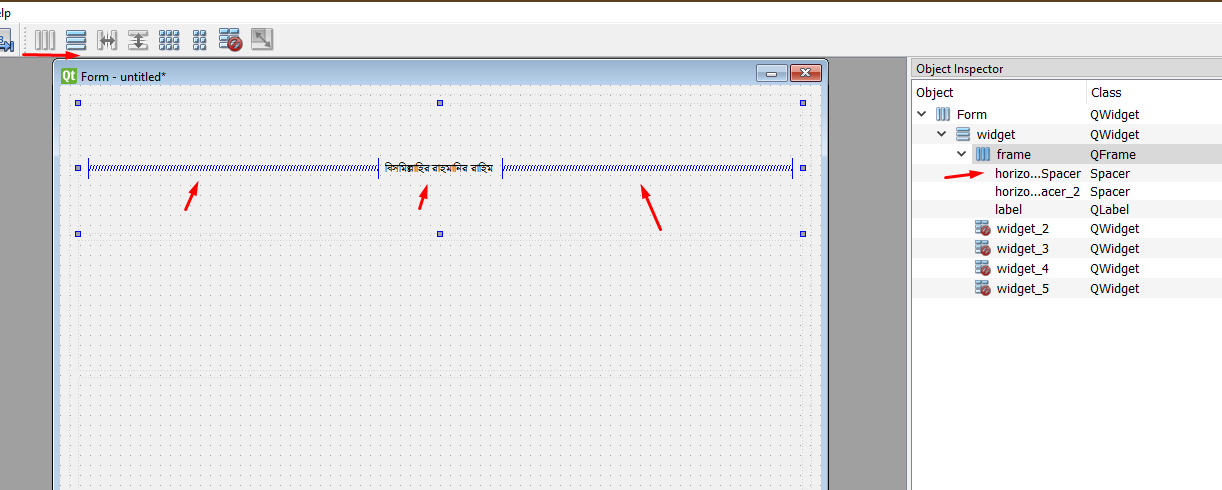 elp
Form - untitled*
বিসমিল্লাহির রাহমানির রাহিম
Object Inspector
Object Class
Form QWidget
widget QWidget
frame QFrame
horizo...Spacer Spacer
horizo...acer_2 Spacer
label QLabel
widget_2 QWidget
widget_3 QWidget
widget_4 QWidget
widget_5 QWidget